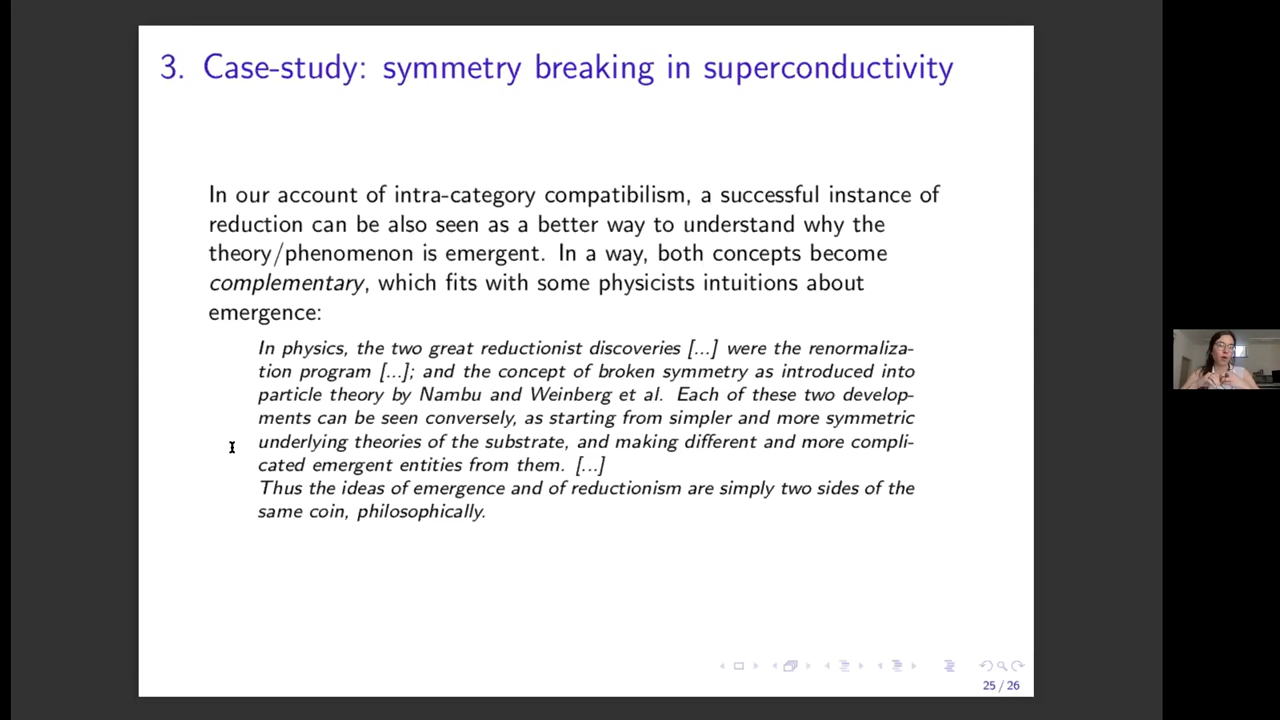 3. Case-study: symmetry breaking in superconductivity
In our account of intra-category compatibilism, a successful instance of
reduction can be also seen as a better way to understand why the
theory/phenomenon is emergent. In a way, both concepts become
complementary, which fits with some physicists intuitions about
emergence:
In physics, the two great reductionist discoveries [...] were the renormaliza-
tion program [...]; and the concept of broken symmetry as introduced into
particle theory by Nambu and Weinberg et al. Each of these two develop-
ments can be seen conversely, as starting from simpler and more symmetric
underlying theories of the substrate, and making different and more compli-
cated emergent entities from them. [...]
Thus the ideas of emergence and of reductionism are simply two sides of the
same coin, philosophically.
25 / 26